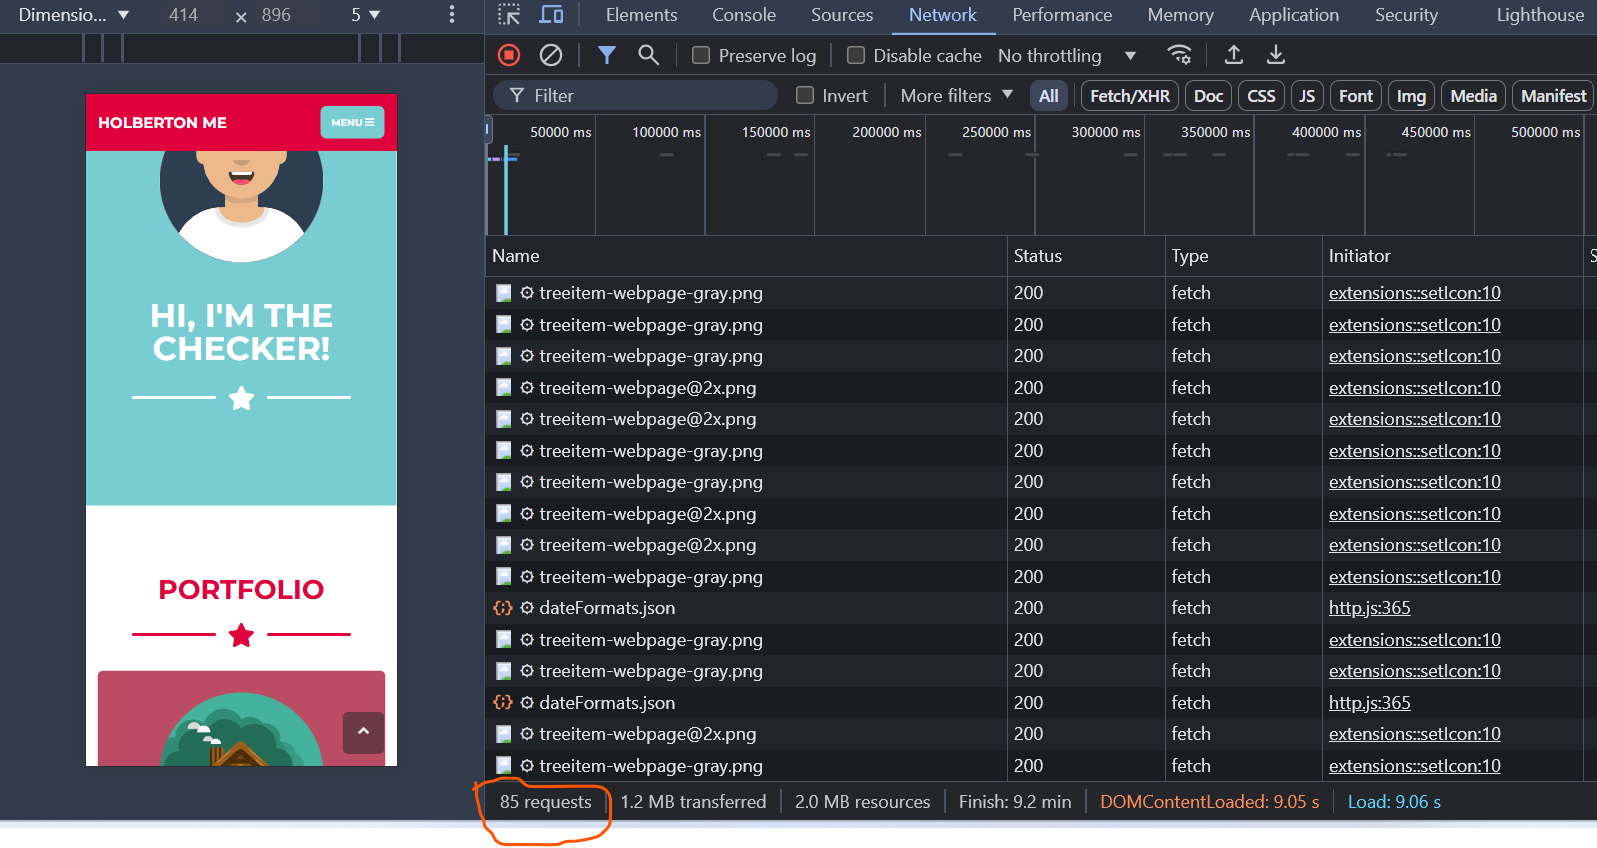 Dimensio... 414 × 896 5
Elements Console Sources Network Performance Memory Application Security Lighthouse
Preserve log Disable cache No throttling
Filter Invert More filters All Fetch/XHR Doc CSS JS Font Img Media Manifest
50000 ms 100000 ms 150000 ms 200000 ms 250000 ms 300000 ms 350000 ms 400000 ms 450000 ms 500000 ms
HOLBERTON ME MENU
HI, I'M THE
CHECKER!
PORTFOLIO
Name Status Type Initiator S
treeitem-webpage-gray.png 200 fetch extensions::setIcon:10
treeitem-webpage-gray.png 200 fetch extensions::setIcon:10
treeitem-webpage-gray.png 200 fetch extensions::setIcon:10
treeitem-webpage@2x.png 200 fetch extensions::setIcon:10
treeitem-webpage@2x.png 200 fetch extensions::setIcon:10
treeitem-webpage-gray.png 200 fetch extensions::setIcon:10
treeitem-webpage-gray.png 200 fetch extensions::setIcon:10
treeitem-webpage@2x.png 200 fetch extensions::setIcon:10
treeitem-webpage@2x.png 200 fetch extensions::setIcon:10
treeitem-webpage-gray.png 200 fetch extensions::setIcon:10
dateFormats.json 200 fetch http.js:365
treeitem-webpage-gray.png 200 fetch extensions::setIcon:10
treeitem-webpage-gray.png 200 fetch extensions::setIcon:10
dateFormats.json 200 fetch http.js:365
treeitem-webpage@2x.png 200 fetch extensions::setIcon:10
treeitem-webpage-gray.png 200 fetch extensions::setIcon:10
85 requests 1.2 MB transferred 2.0 MB resources Finish: 9.2 min DOMContentLoaded: 9.05 s Load: 9.06 s